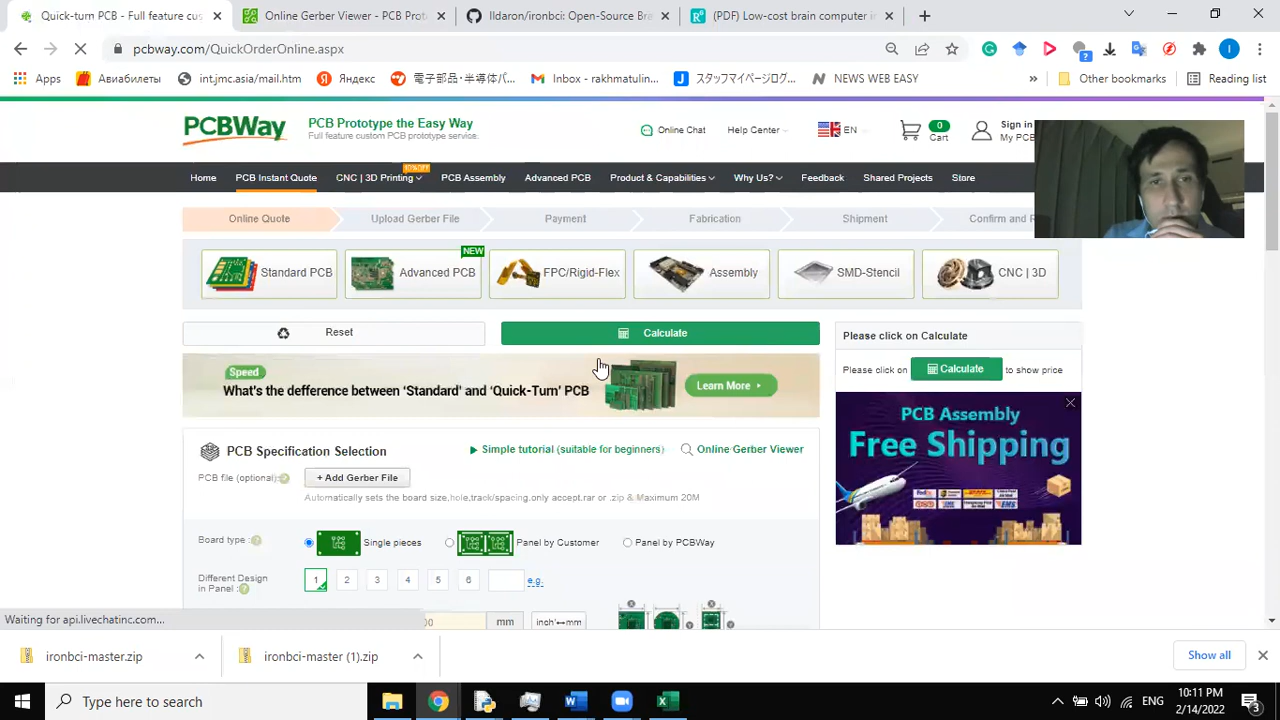 Quick-turn PCB - Full feature cus
Online Gerber Viewer - PCB Proto
Ildaron/ironbci: Open-Source Bre
(PDF) Low-cost brain computer in
pcbway.com/QuickOrderOnline.aspx
Apps
Авиабилеты
int.jmc.asia/mail.htm
Яндекс
電子部品・半導体パ...
Inbox - rakhmatulin...
スタッフマイページログ...
NEWS WEB EASY
»
Other bookmarks
Reading list
PCBWay
PCB Prototype the Easy Way
Full feature custom PCB prototype service.
Online Chat
Help Center
EN
0
Cart
Sign in
My PCB
Home
PCB Instant Quote
CNC | 3D Printing
PCB Assembly
Advanced PCB
Product & Capabilities
Why Us?
Feedback
Shared Projects
Store
Online Quote
Upload Gerber File
Payment
Fabrication
Shipment
Confirm and R
Standard PCB
NEW
Advanced PCB
FPC/Rigid-Flex
Assembly
SMD-Stencil
CNC | 3D
Reset
Calculate
Please click on Calculate
Please click on
Calculate
to show price
Speed
What's the defference between 'Standard' and 'Quick-Turn' PCB
Learn More
PCB Assembly
Free Shipping
PCB Specification Selection
Simple tutorial (suitable for beginners)
Online Gerber Viewer
PCB file (optional):
+ Add Gerber File
Automatically sets the board size,hole,track/spacing.only accept.rar or .zip & Maximum 20M
Board type :
Single pieces
Panel by Customer
Panel by PCBWay
Different Design
in Panel:
1
2
3
4
5
6
e.g.
00
mm
inch↔mm
Waiting for api.livechatinc.com...
ironbci-master.zip
ironbci-master (1).zip
Show all
Type here to search
ENG
10:11 PM
2/14/2022
3